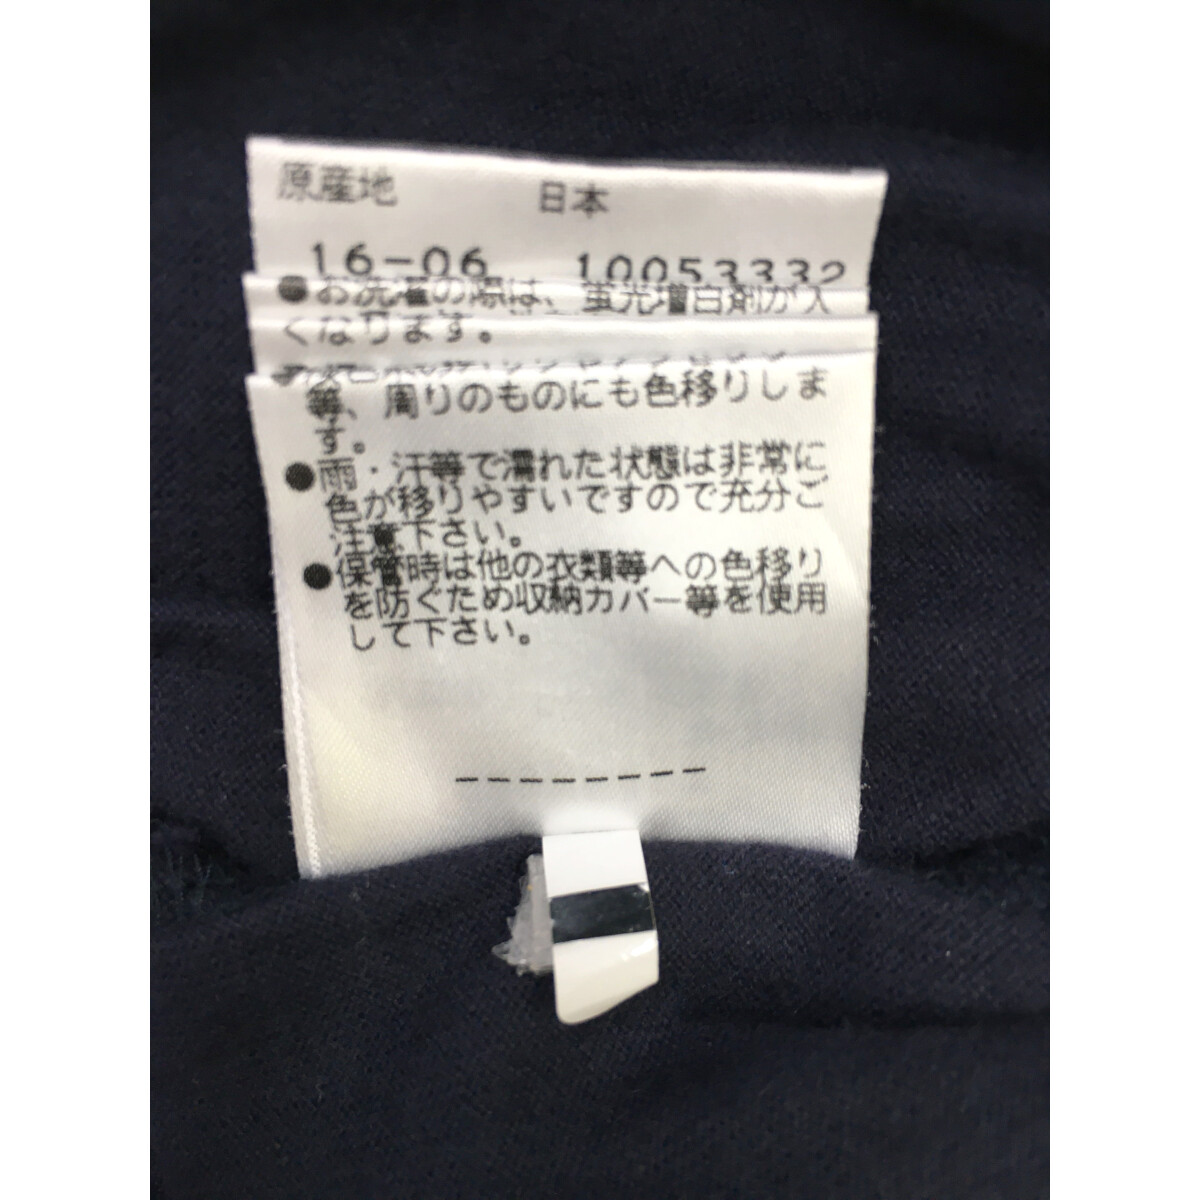 原産地 日本
16-06 10053332
●お洗濯の際は、蛍光増白剤が入
くなります。
等、周りのものにも色移りしま
す。
●雨・汗等で濡れた状態は非常に
色が移りやすいですので充分ご
注意下さい。
●保管時は他の衣類等への色移り
を防ぐため収納カバー等を使用
して下さい。
--------